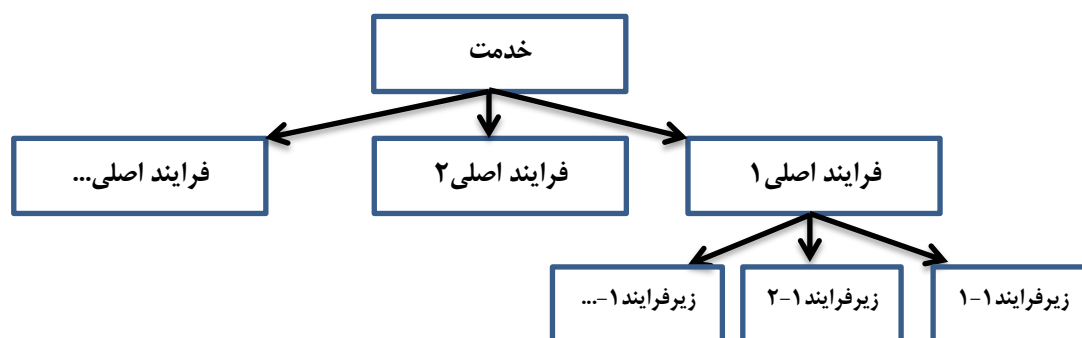 خدمت
فرایند اصلی۱
فرایند اصلی۲
فرایند اصلی...
زیرفرایند۱-۱
زیرفرایند۱-۲
زیرفرایند۱-...